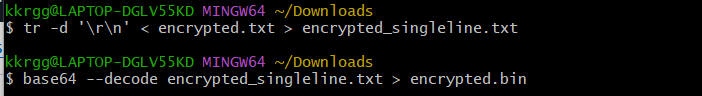 kkrgg@LAPTOP-DGLV55KD MINGW64 ~/Downloads
$ tr -d '\r\n' < encrypted.txt > encrypted_singleline.txt
kkrgg@LAPTOP-DGLV55KD MINGW64 ~/Downloads
$ base64 --decode encrypted_singleline.txt > encrypted.bin